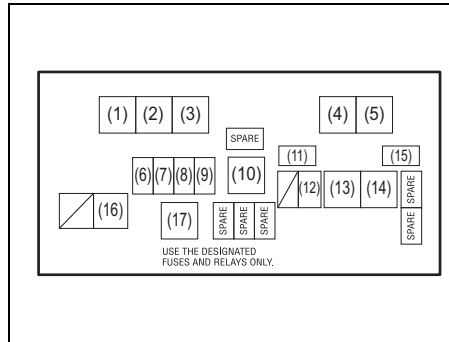 (1) (2) (3) (4) (5)
SPARE
(11) (15)
(6) (7) (8) (9) (10) (12) (13) (14) SPARE
(16) (17) SPARE SPARE SPARE SPARE
USE THE DESIGNATED
FUSES AND RELAYS ONLY.